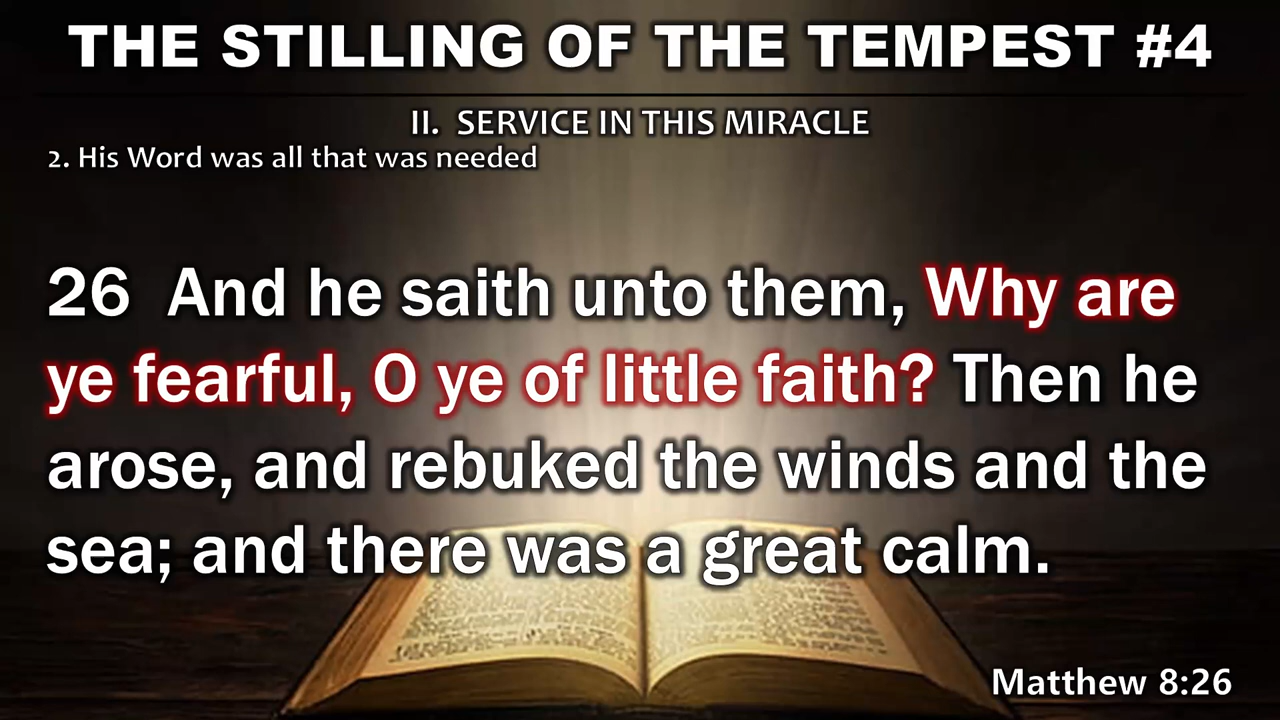 THE STILLING OF THE TEMPEST #4
II. SERVICE IN THIS MIRACLE
2. His Word was all that was needed
26 And he saith unto them, Why are
ye fearful, O ye of little faith? Then he
arose, and rebuked the winds and the
sea; and there was a great calm.
Matthew 8:26